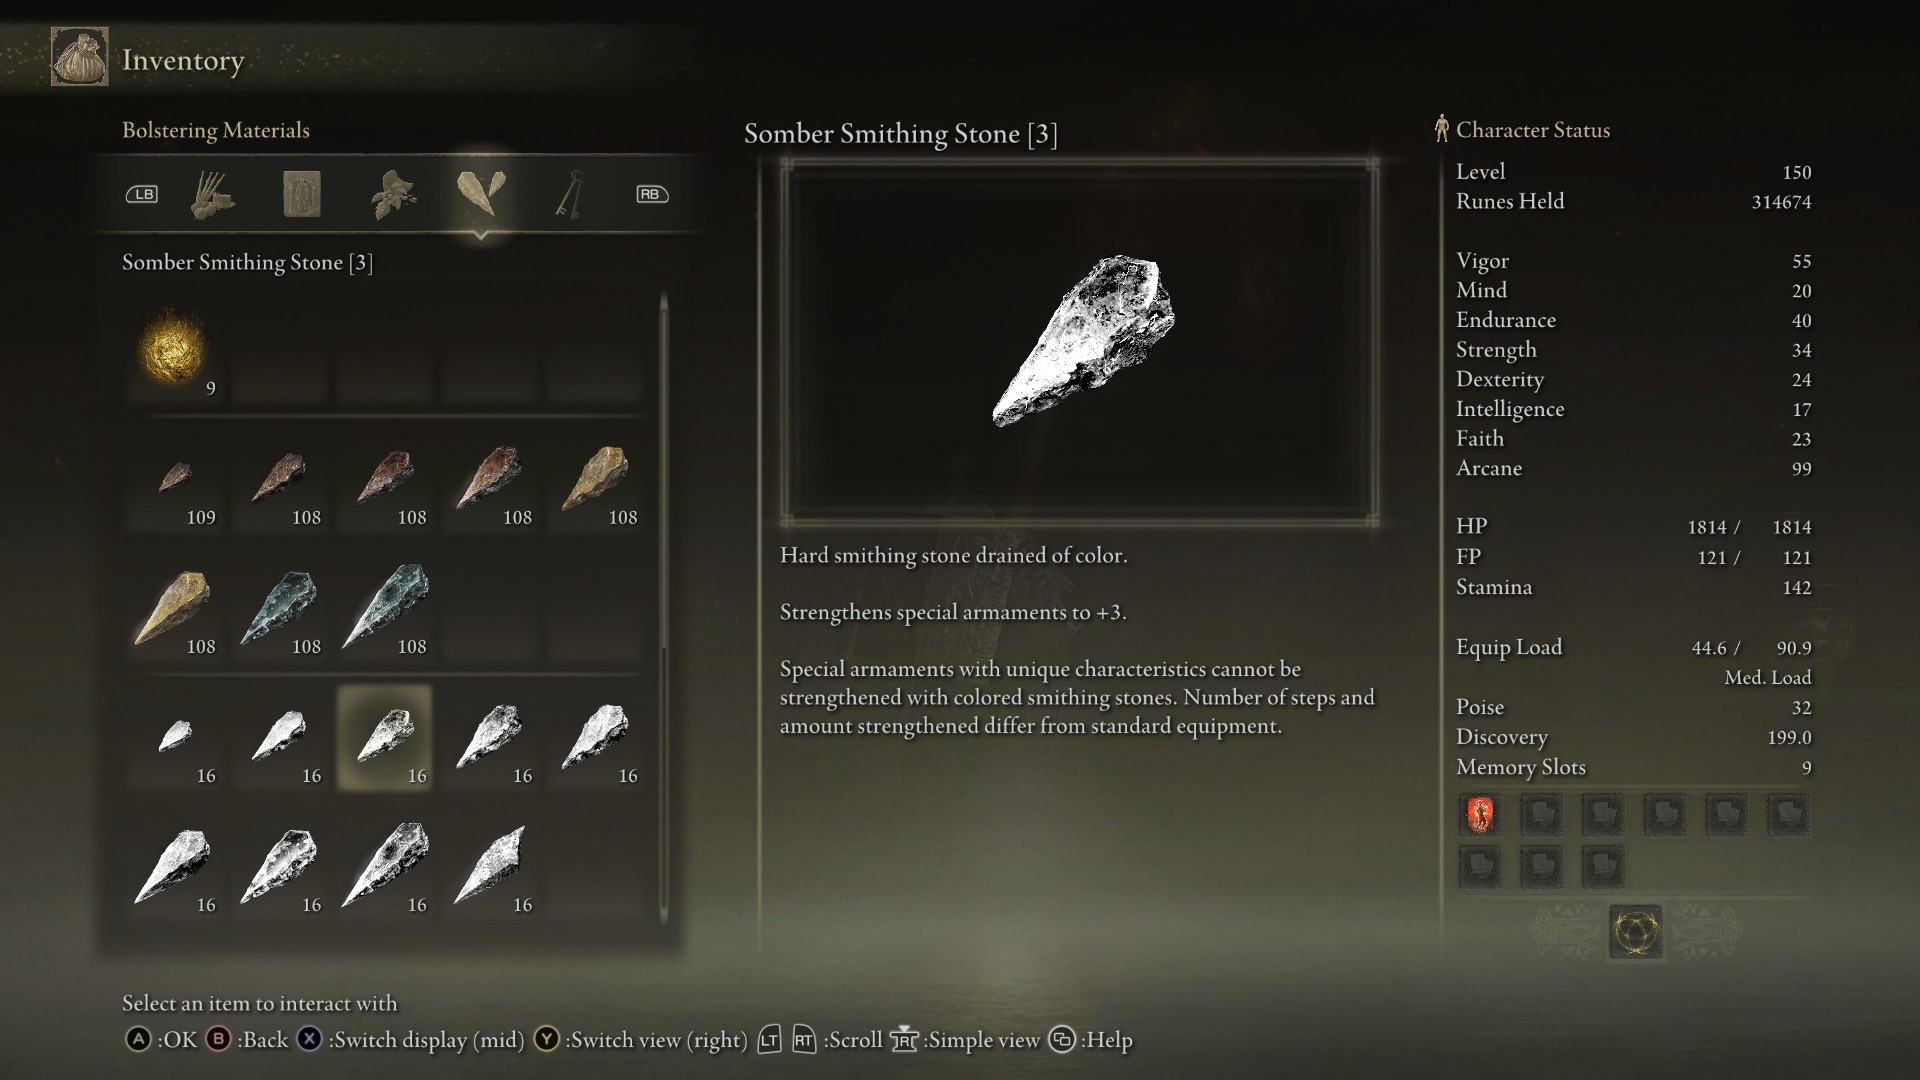 Inventory
Bolstering Materials
LB
RB
Somber Smithing Stone [3]
9
109 108 108 108 108
108 108 108
16 16 16 16 16
16 16 16 16
Somber Smithing Stone [3]
Hard smithing stone drained of color.
Strengthens special armaments to +3.
Special armaments with unique characteristics cannot be
strengthened with colored smithing stones. Number of steps and
amount strengthened differ from standard equipment.
Character Status
Level 150
Runes Held 314674
Vigor 55
Mind 20
Endurance 40
Strength 34
Dexterity 24
Intelligence 17
Faith 23
Arcane 99
HP 1814 / 1814
FP 121 / 121
Stamina 142
Equip Load 44.6 / 90.9
Med. Load
Poise 32
Discovery 199.0
Memory Slots 9
Select an item to interact with
A :OK B :Back X :Switch display (mid) Y :Switch view (right) LT RT :Scroll R :Simple view :Help